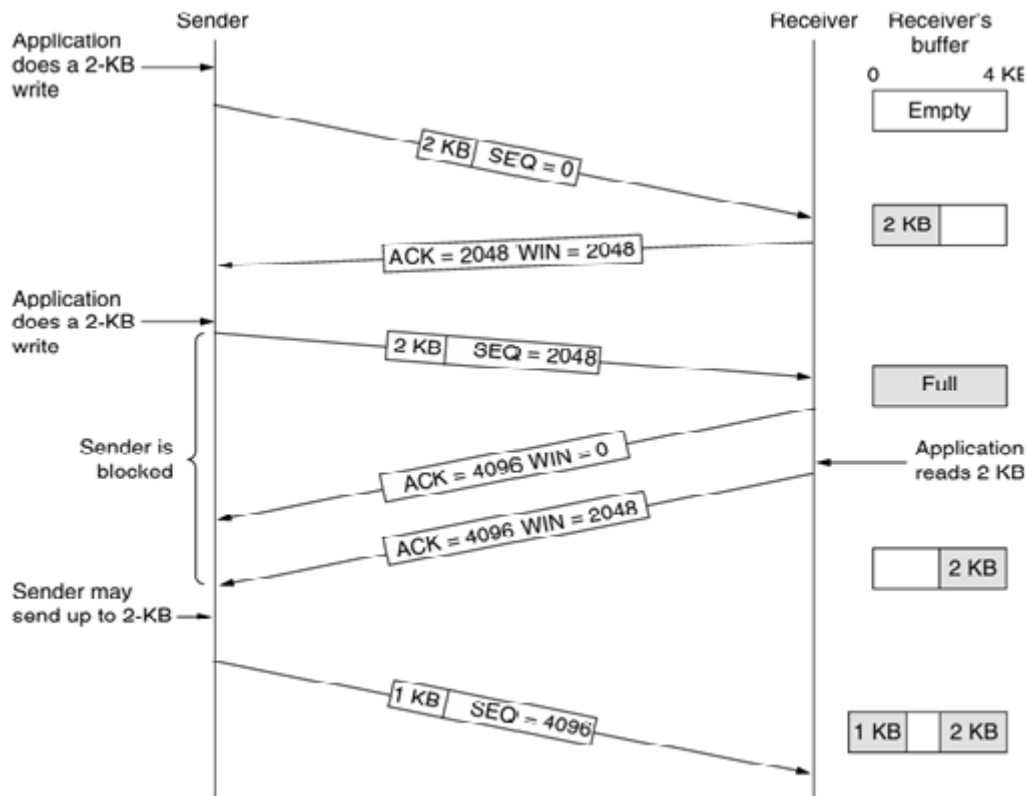 Sender
Receiver
Receiver's
buffer
Application
does a 2-KB
write
0
4 KB
Empty
2 KB SEQ = 0
2 KB
ACK = 2048 WIN = 2048
Application
does a 2-KB
write
2 KB SEQ = 2048
Full
Sender is
blocked
Application
reads 2 KB
ACK = 4096 WIN = 0
ACK = 4096 WIN = 2048
2 KB
Sender may
send up to 2-KB
1 KB SEQ = 4096
1 KB
2 KB